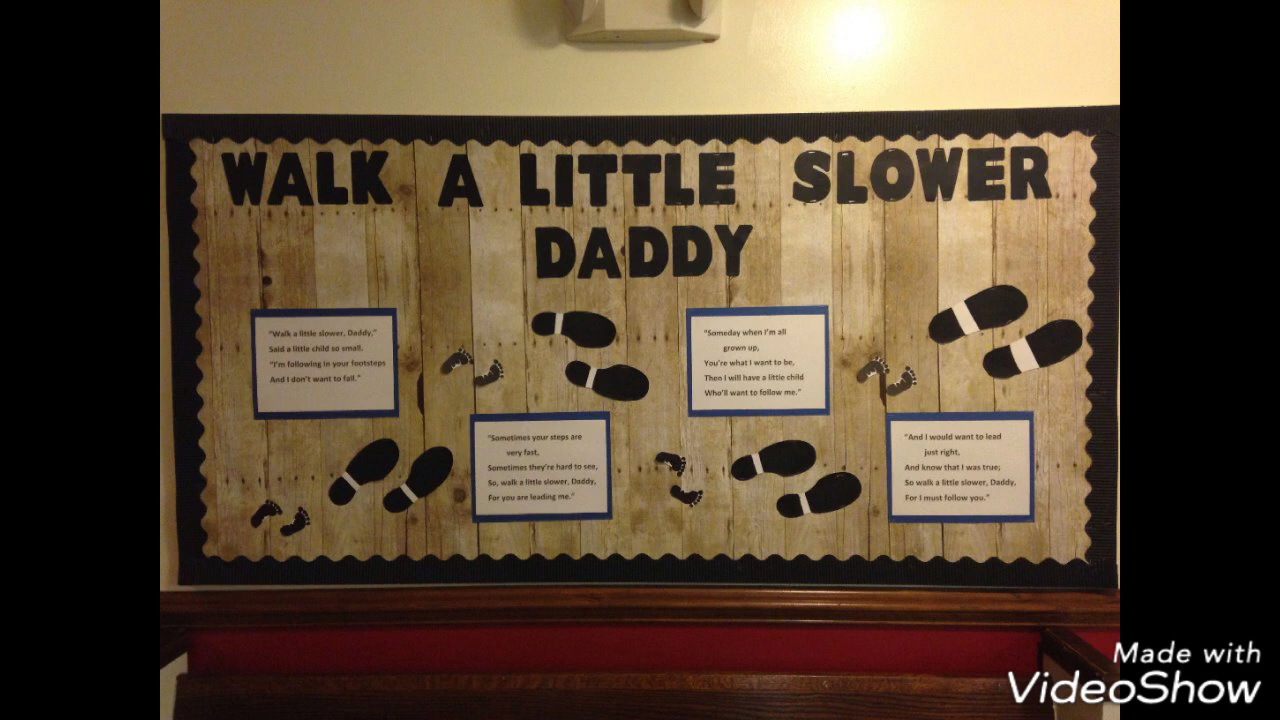 WALK A LITTLE SLOWER
DADDY
"Walk a little slower, Daddy,"
Said a little child so small.
"I'm following in your footsteps
And I don't want to fall."
"Sometimes your steps are
very fast,
Sometimes they're hard to see,
So, walk a little slower, Daddy,
For you are leading me."
"Someday when I'm all
grown up,
You're what I want to be,
Then I will have a little child
Who'll want to follow me."
"And I would want to lead
just right,
And know that I was true;
So walk a little slower, Daddy,
For I must follow you."
Made with
VideoShow